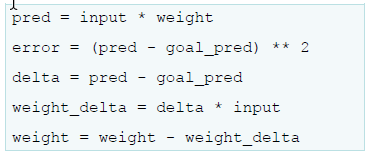 pred = input * weight
error = (pred - goal_pred) ** 2
delta = pred - goal_pred
weight_delta = delta * input
weight = weight - weight_delta